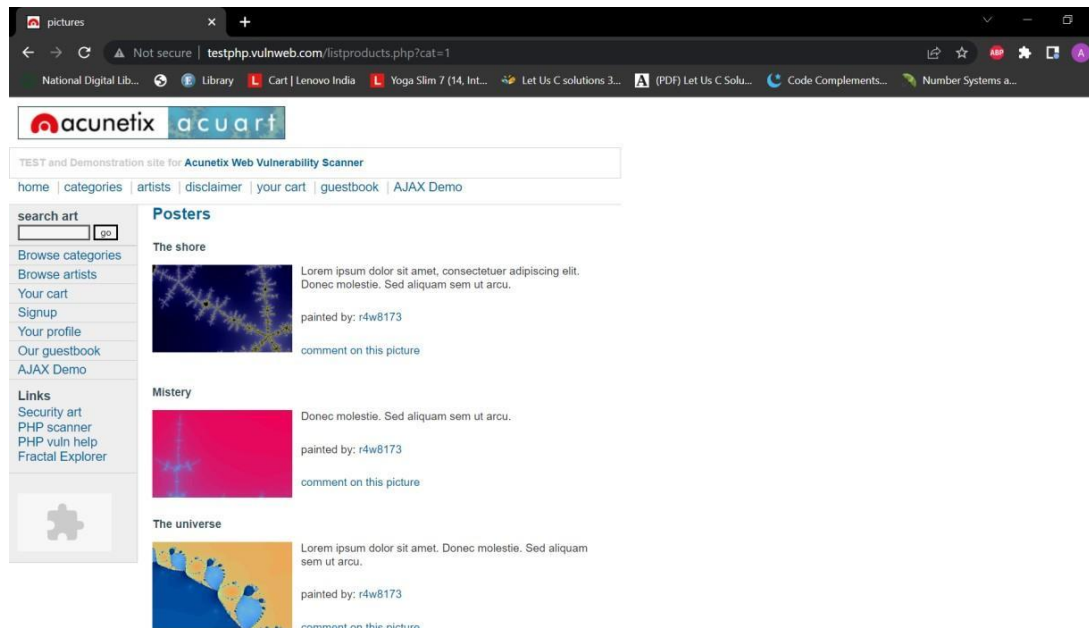 pictures
Not secure | testphp.vulnweb.com/listproducts.php?cat=1
ABP
A
National Digital Lib...
Library
L Cart | Lenovo India
L Yoga Slim 7 (14, Int...
Let Us C solutions 3...
A (PDF) Let Us C Solu...
Code Complements...
Number Systems a...
acunetix acuart
TEST and Demonstration site for Acunetix Web Vulnerability Scanner
home | categories | artists | disclaimer | your cart | guestbook | AJAX Demo
search art
go
Browse categories
Browse artists
Your cart
Signup
Your profile
Our guestbook
AJAX Demo
Links
Security art
PHP scanner
PHP vuln help
Fractal Explorer
Posters
The shore
Lorem ipsum dolor sit amet, consectetuer adipiscing elit.
Donec molestie. Sed aliquam sem ut arcu.
painted by: r4w8173
comment on this picture
Mistery
Donec molestie. Sed aliquam sem ut arcu.
painted by: r4w8173
comment on this picture
The universe
Lorem ipsum dolor sit amet. Donec molestie. Sed aliquam
sem ut arcu.
painted by: r4w8173
comment on this picture